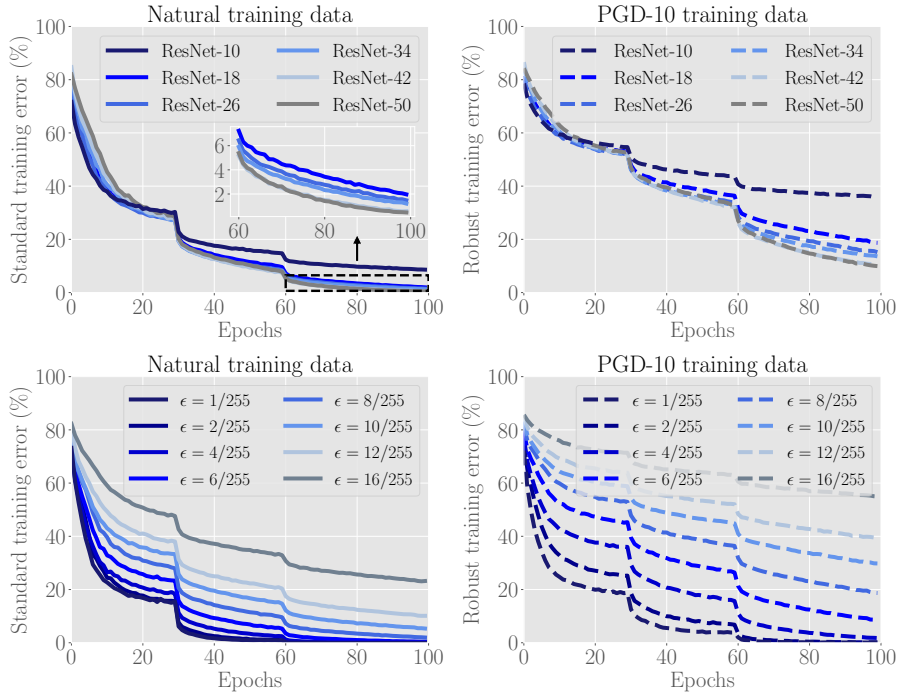 Natural training data
Standard training error (%)
100
80
60
40
20
0
ResNet-10
ResNet-18
ResNet-26
ResNet-34
ResNet-42
ResNet-50
6
4
2
60 80 100
0 20 40 60 80 100
Epochs
PGD-10 training data
Robust training error (%)
100
80
60
40
20
0
ResNet-10
ResNet-18
ResNet-26
ResNet-34
ResNet-42
ResNet-50
0 20 40 60 80 100
Epochs
Natural training data
Standard training error (%)
100
80
60
40
20
0
ϵ = 1/255
ϵ = 2/255
ϵ = 4/255
ϵ = 6/255
ϵ = 8/255
ϵ = 10/255
ϵ = 12/255
ϵ = 16/255
0 20 40 60 80 100
Epochs
PGD-10 training data
Robust training error (%)
100
80
60
40
20
0
ϵ = 1/255
ϵ = 2/255
ϵ = 4/255
ϵ = 6/255
ϵ = 8/255
ϵ = 10/255
ϵ = 12/255
ϵ = 16/255
0 20 40 60 80 100
Epochs